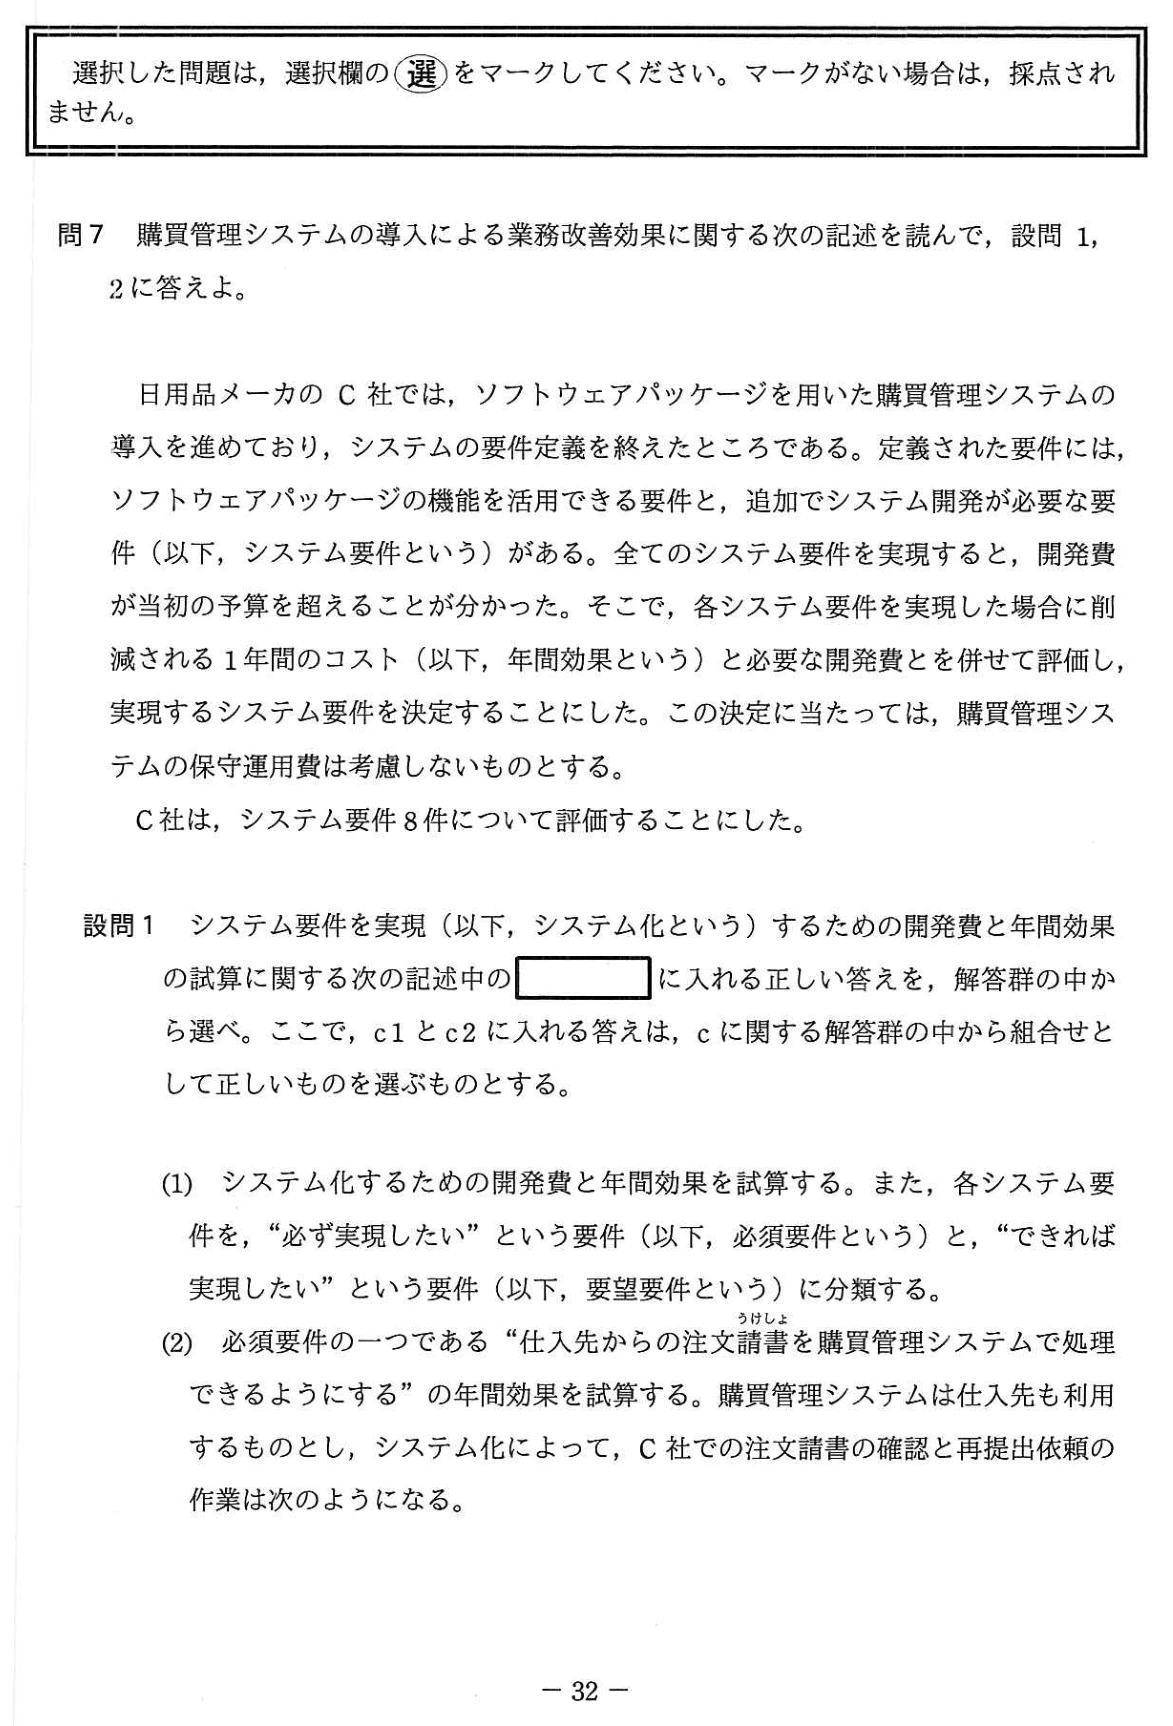 選択した問題は，選択欄の選をマークしてください。マークがない場合は，採点され
ません。
問7　購買管理システムの導入による業務改善効果に関する次の記述を読んで，設問 1，
2に答えよ。
日用品メーカの C 社では，ソフトウェアパッケージを用いた購買管理システムの
導入を進めており，システムの要件定義を終えたところである。定義された要件には，
ソフトウェアパッケージの機能を活用できる要件と，追加でシステム開発が必要な要
件（以下，システム要件という）がある。全てのシステム要件を実現すると，開発費
が当初の予算を超えることが分かった。そこで，各システム要件を実現した場合に削
減される 1 年間のコスト（以下，年間効果という）と必要な開発費とを併せて評価し，
実現するシステム要件を決定することにした。この決定に当たっては，購買管理シス
テムの保守運用費は考慮しないものとする。
C社は，システム要件8件について評価することにした。
設問1　システム要件を実現（以下，システム化という）するための開発費と年間効果
の試算に関する次の記述中の　　　　に入れる正しい答えを，解答群の中か
ら選べ。ここで，c1 と c2 に入れる答えは，c に関する解答群の中から組合せと
して正しいものを選ぶものとする。
(1)　システム化するための開発費と年間効果を試算する。また，各システム要
件を，“必ず実現したい” という要件（以下，必須要件という）と，“できれば
実現したい” という要件（以下，要望要件という）に分類する。
うけしよ
(2)　必須要件の一つである “仕入先からの注文請書を購買管理システムで処理
できるようにする” の年間効果を試算する。購買管理システムは仕入先も利用
するものとし，システム化によって，C 社での注文請書の確認と再提出依頼の
作業は次のようになる。
— 32 —